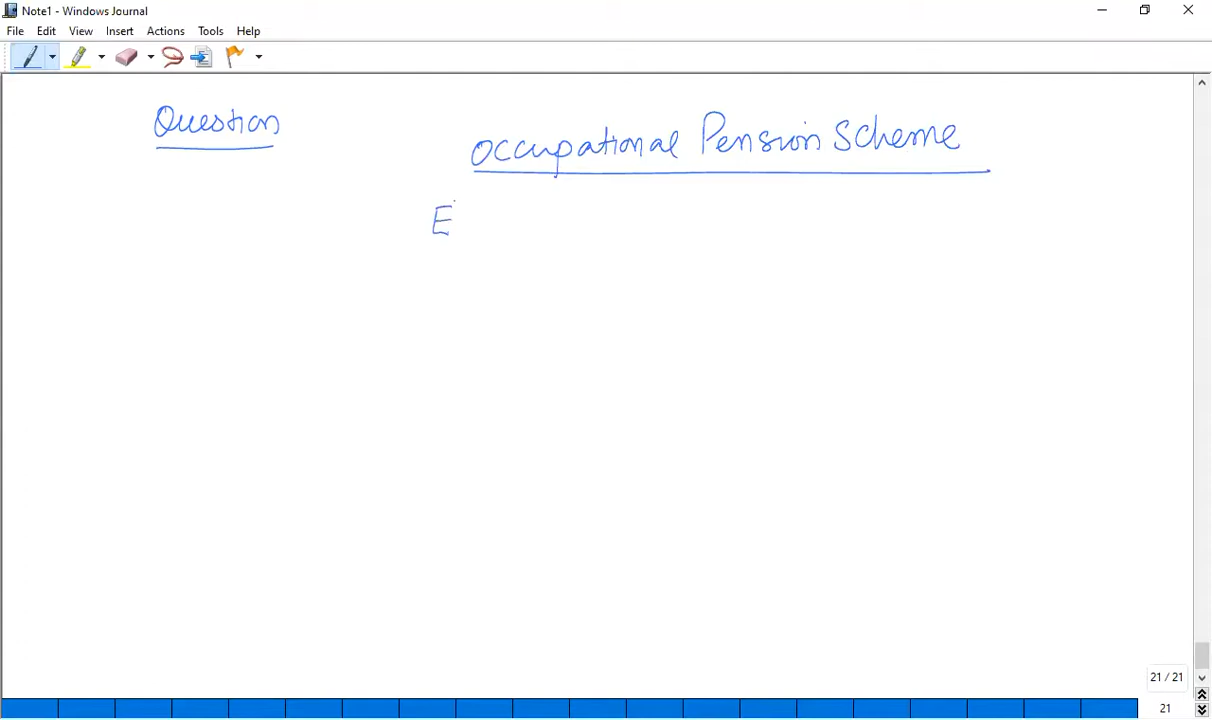 Note1 - Windows Journal
File Edit View Insert Actions Tools Help
Question
Occupational Pension Scheme
E
21 / 21
21